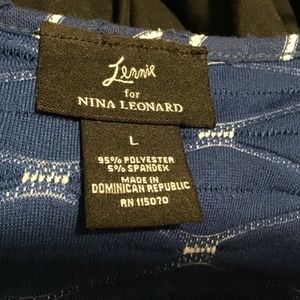 Lennie
for
NINA LEONARD
L
95% POLYESTER
5% SPANDEX
MADE IN
DOMINICAN REPUBLIC
RN 115070